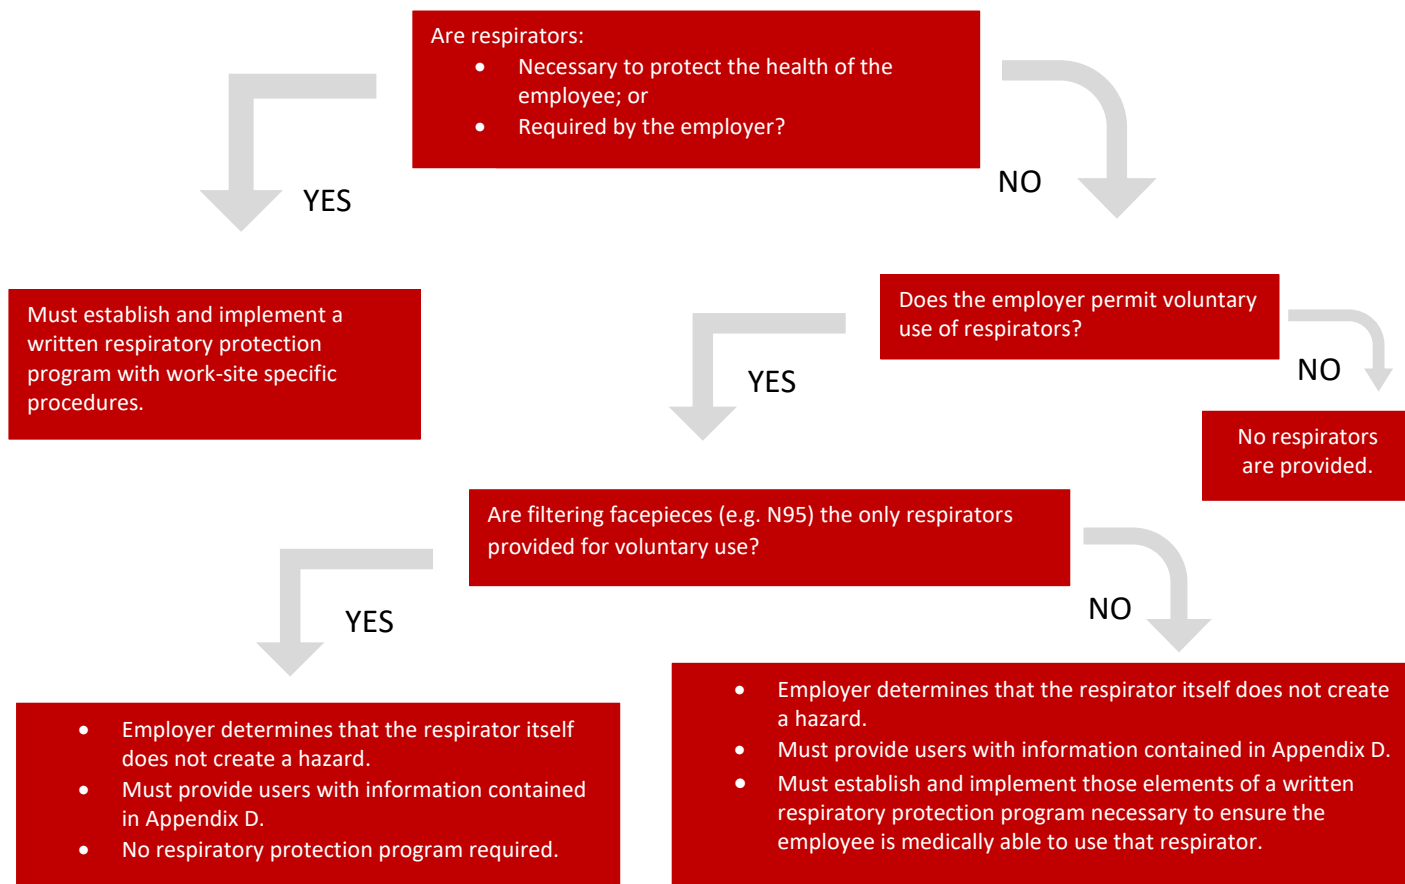 Are respirators:
• Necessary to protect the health of the
employee; or
• Required by the employer?
YES
NO
Must establish and implement a
written respiratory protection
program with work-site specific
procedures.
Does the employer permit voluntary
use of respirators?
YES
NO
No respirators
are provided.
Are filtering facepieces (e.g. N95) the only respirators
provided for voluntary use?
YES
NO
• Employer determines that the respirator itself
does not create a hazard.
• Must provide users with information contained
in Appendix D.
• No respiratory protection program required.
• Employer determines that the respirator itself does not create
a hazard.
• Must provide users with information contained in Appendix D.
• Must establish and implement those elements of a written
respiratory protection program necessary to ensure the
employee is medically able to use that respirator.